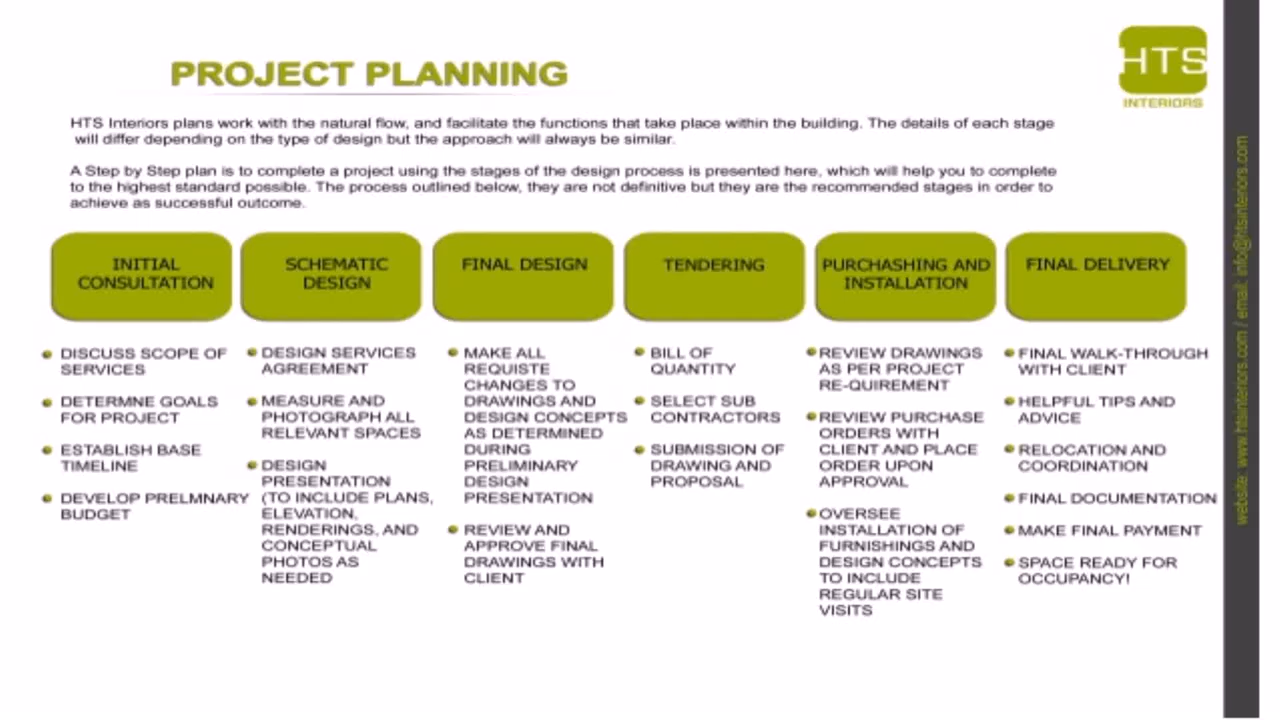 PROJECT PLANNING
HTS
INTERIORS
HTS Interiors plans work with the natural flow, and facilitate the functions that take place within the building. The details of each stage
will differ depending on the type of design but the approach will always be similar.
A Step by Step plan is to complete a project using the stages of the design process is presented here, which will help you to complete
to the highest standard possible. The process outlined below, they are not definitive but they are the recommended stages in order to
achieve as successful outcome.
INITIAL
CONSULTATION
DISCUSS SCOPE OF
SERVICES
DETERMNE GOALS
FOR PROJECT
ESTABLISH BASE
TIMELINE
DEVELOP PRELMNARY
BUDGET
SCHEMATIC
DESIGN
DESIGN SERVICES
AGREEMENT
MEASURE AND
PHOTOGRAPH ALL
RELEVANT SPACES
DESIGN
PRESENTATION
(TO INCLUDE PLANS,
ELEVATION,
RENDERINGS, AND
CONCEPTUAL
PHOTOS AS
NEEDED
FINAL DESIGN
MAKE ALL
REQUISTE
CHANGES TO
DRAWINGS AND
DESIGN CONCEPTS
AS DETERMINED
DURING
PRELIMINARY
DESIGN
PRESENTATION
REVIEW AND
APPROVE FINAL
DRAWINGS WITH
CLIENT
TENDERING
BILL OF
QUANTITY
SELECT SUB
CONTRACTORS
SUBMISSION OF
DRAWING AND
PROPOSAL
PURCHASHING AND
INSTALLATION
REVIEW DRAWINGS
AS PER PROJECT
RE-QUIREMENT
REVIEW PURCHASE
ORDERS WITH
CLIENT AND PLACE
ORDER UPON
APPROVAL
OVERSEE
INSTALLATION OF
FURNISHINGS AND
DESIGN CONCEPTS
TO INCLUDE
REGULAR SITE
VISITS
FINAL DELIVERY
FINAL WALK-THROUGH
WITH CLIENT
HELPFUL TIPS AND
ADVICE
RELOCATION AND
COORDINATION
FINAL DOCUMENTATION
MAKE FINAL PAYMENT
SPACE READY FOR
OCCUPANCY!
website: www.htsinteriors.com / email: info@htsinteriors.com